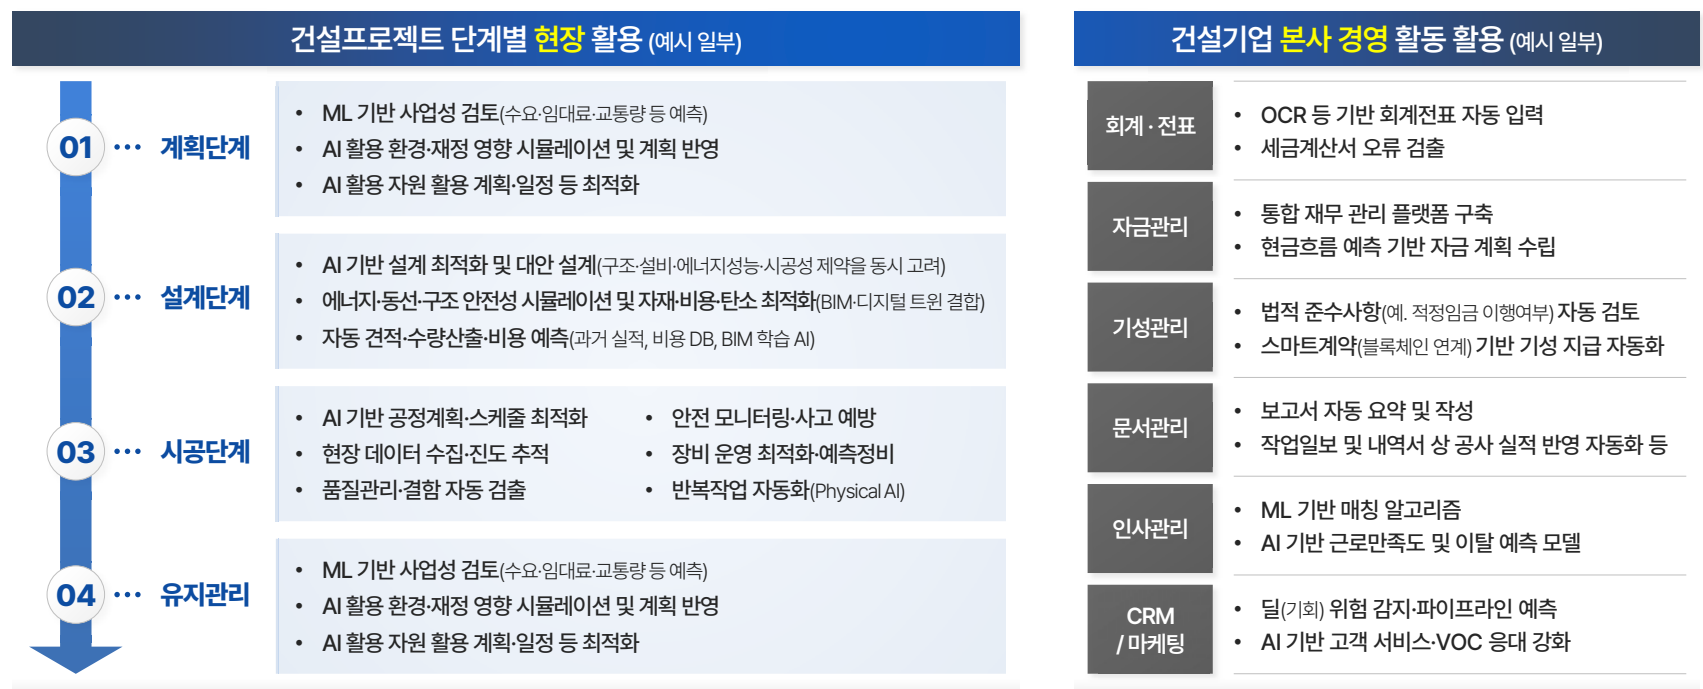 건설프로젝트 단계별 현장 활용 (예시 일부)
01 ··· 계획단계
• ML 기반 사업성 검토(수요·임대료·교통량 등 예측)
• AI 활용 환경·재정 영향 시뮬레이션 및 계획 반영
• AI 활용 자원 활용 계획·일정 등 최적화
02 ··· 설계단계
• AI 기반 설계 최적화 및 대안 설계(구조·설비·에너지성능·시공성 제약을 동시 고려)
• 에너지·동선·구조 안전성 시뮬레이션 및 자재·비용·탄소 최적화(BIM·디지털 트윈 결합)
• 자동 견적·수량산출·비용 예측(과거 실적, 비용 DB, BIM 학습 AI)
03 ··· 시공단계
• AI 기반 공정계획·스케줄 최적화
• 현장 데이터 수집·진도 추적
• 품질관리·결함 자동 검출
• 안전 모니터링·사고 예방
• 장비 운영 최적화·예측정비
• 반복작업 자동화(Physical AI)
04 ··· 유지관리
• ML 기반 사업성 검토(수요·임대료·교통량 등 예측)
• AI 활용 환경·재정 영향 시뮬레이션 및 계획 반영
• AI 활용 자원 활용 계획·일정 등 최적화
건설기업 본사 경영 활동 활용 (예시 일부)
회계·전표
• OCR 등 기반 회계전표 자동 입력
• 세금계산서 오류 검출
자금관리
• 통합 재무 관리 플랫폼 구축
• 현금흐름 예측 기반 자금 계획 수립
기성관리
• 법적 준수사항(예. 적정임금 이행여부) 자동 검토
• 스마트계약(블록체인 연계) 기반 기성 지급 자동화
문서관리
• 보고서 자동 요약 및 작성
• 작업일보 및 내역서 상 공사 실적 반영 자동화 등
인사관리
• ML 기반 매칭 알고리즘
• AI 기반 근로만족도 및 이탈 예측 모델
CRM
/ 마케팅
• 딜(기회) 위험 감지·파이프라인 예측
• AI 기반 고객 서비스·VOC 응대 강화